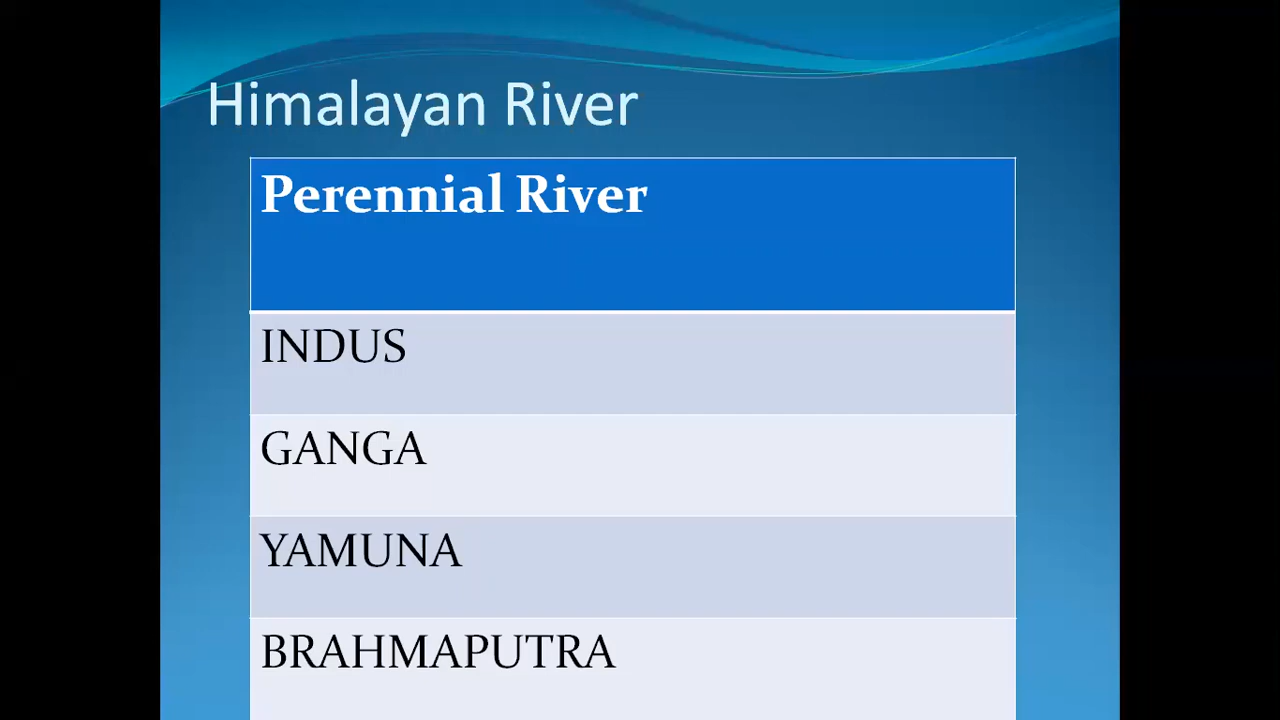 Himalayan River
Perennial River
INDUS
GANGA
YAMUNA
BRAHMAPUTRA